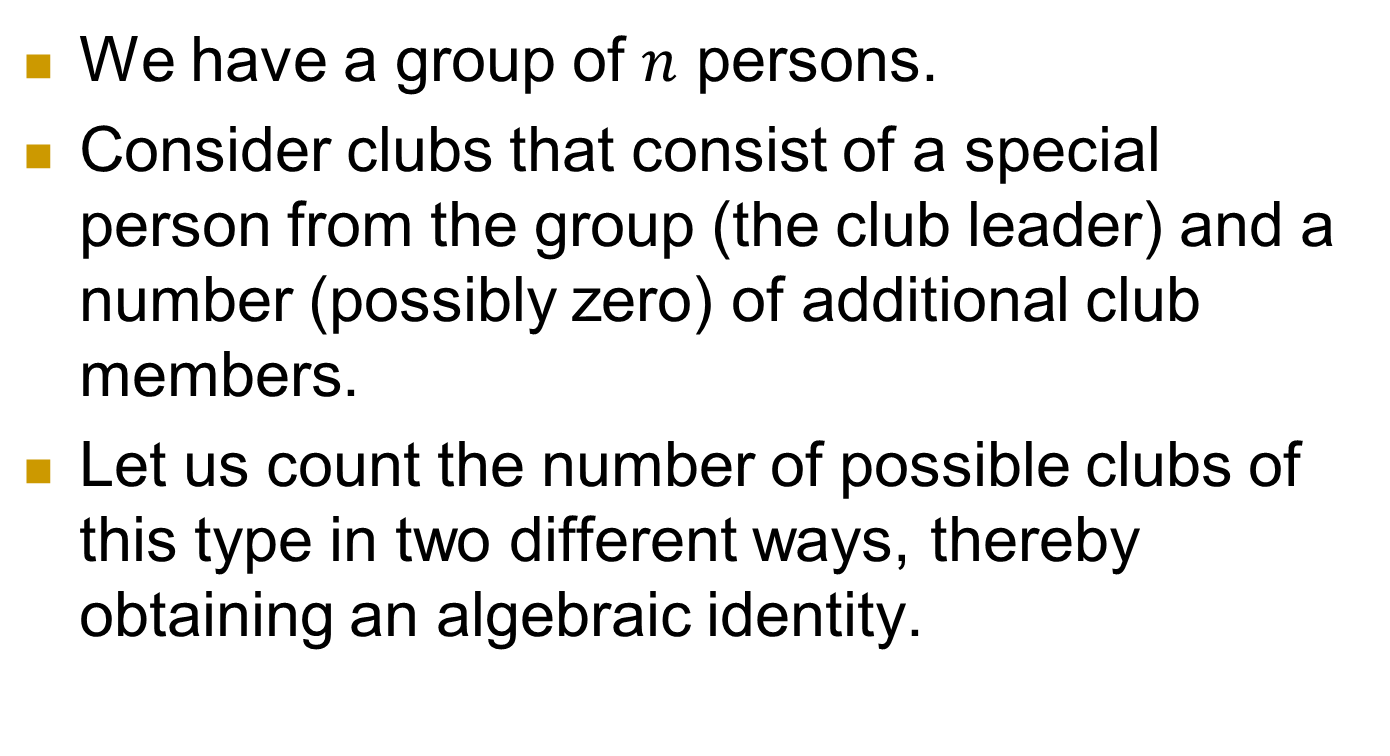 We have a group of n persons.
Consider clubs that consist of a special
person from the group (the club leader) and a
number (possibly zero) of additional club
members.
Let us count the number of possible clubs of
this type in two different ways, thereby
obtaining an algebraic identity.